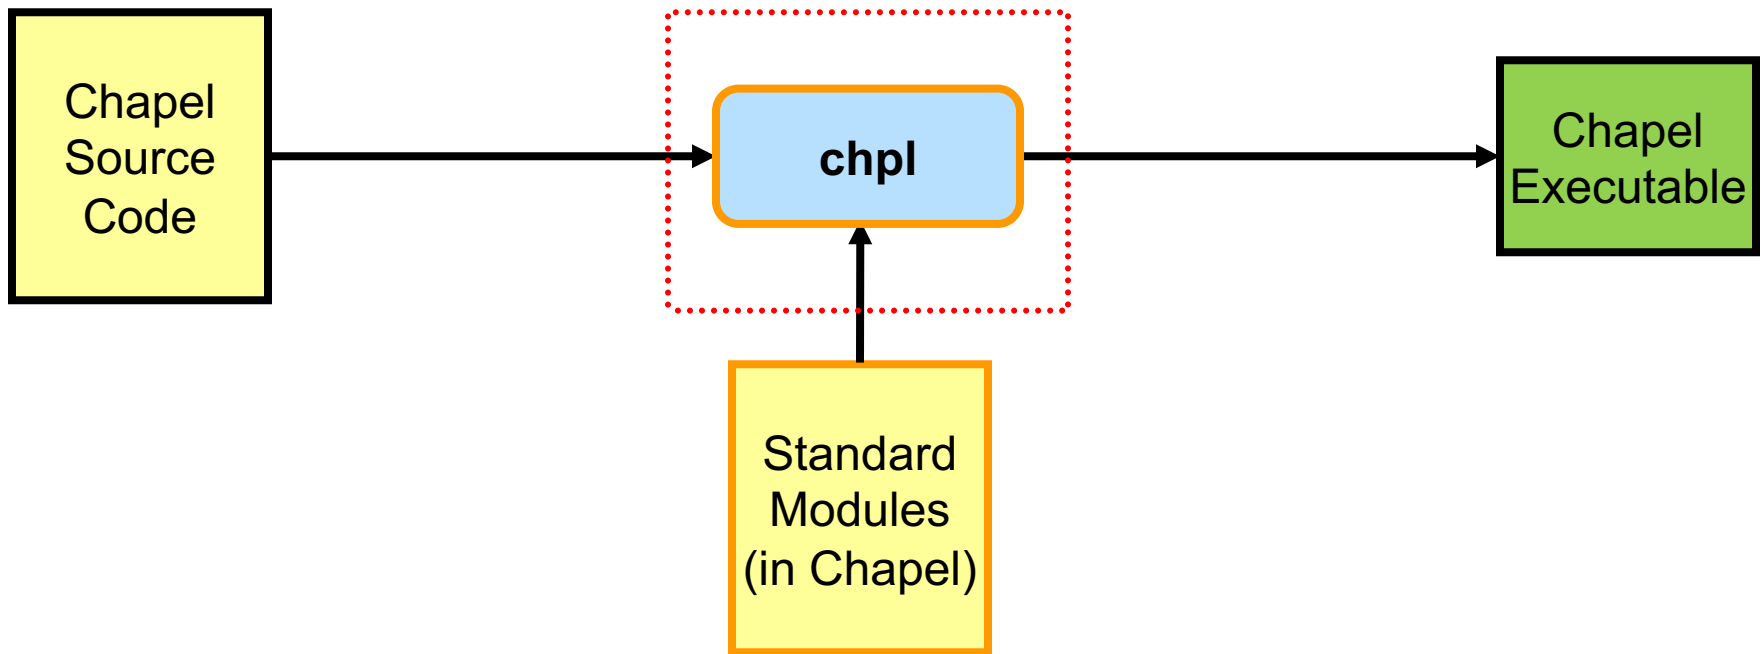 Chapel
Source
Code
chpl
Chapel
Executable
Standard
Modules
(in Chapel)